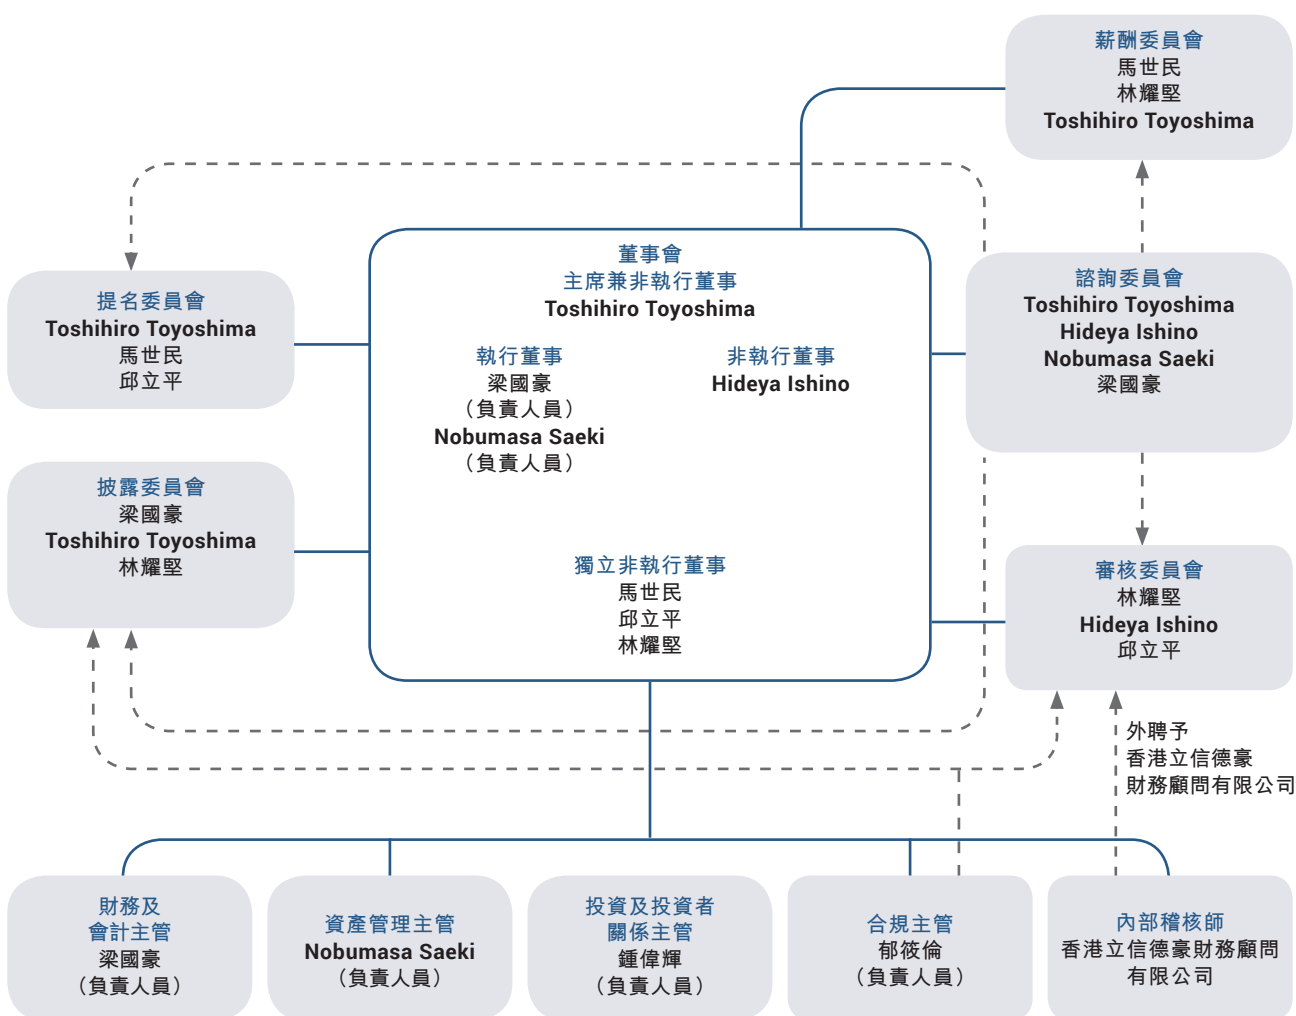 薪酬委員會
馬世民
林耀堅
Toshihiro Toyoshima
董事會
主席兼非執行董事
Toshihiro Toyoshima
執行董事
梁國豪
（負責人員）
Nobumasa Saeki
（負責人員）
非執行董事
Hideya Ishino
獨立非執行董事
馬世民
邱立平
林耀堅
提名委員會
Toshihiro Toyoshima
馬世民
邱立平
諮詢委員會
Toshihiro Toyoshima
Hideya Ishino
Nobumasa Saeki
梁國豪
披露委員會
梁國豪
Toshihiro Toyoshima
林耀堅
審核委員會
林耀堅
Hideya Ishino
邱立平
外聘予
香港立信德豪
財務顧問有限公司
財務及
會計主管
梁國豪
（負責人員）
資產管理主管
Nobumasa Saeki
（負責人員）
投資及投資者
關係主管
鍾偉輝
（負責人員）
合規主管
郁筱倫
（負責人員）
內部稽核師
香港立信德豪財務顧問
有限公司